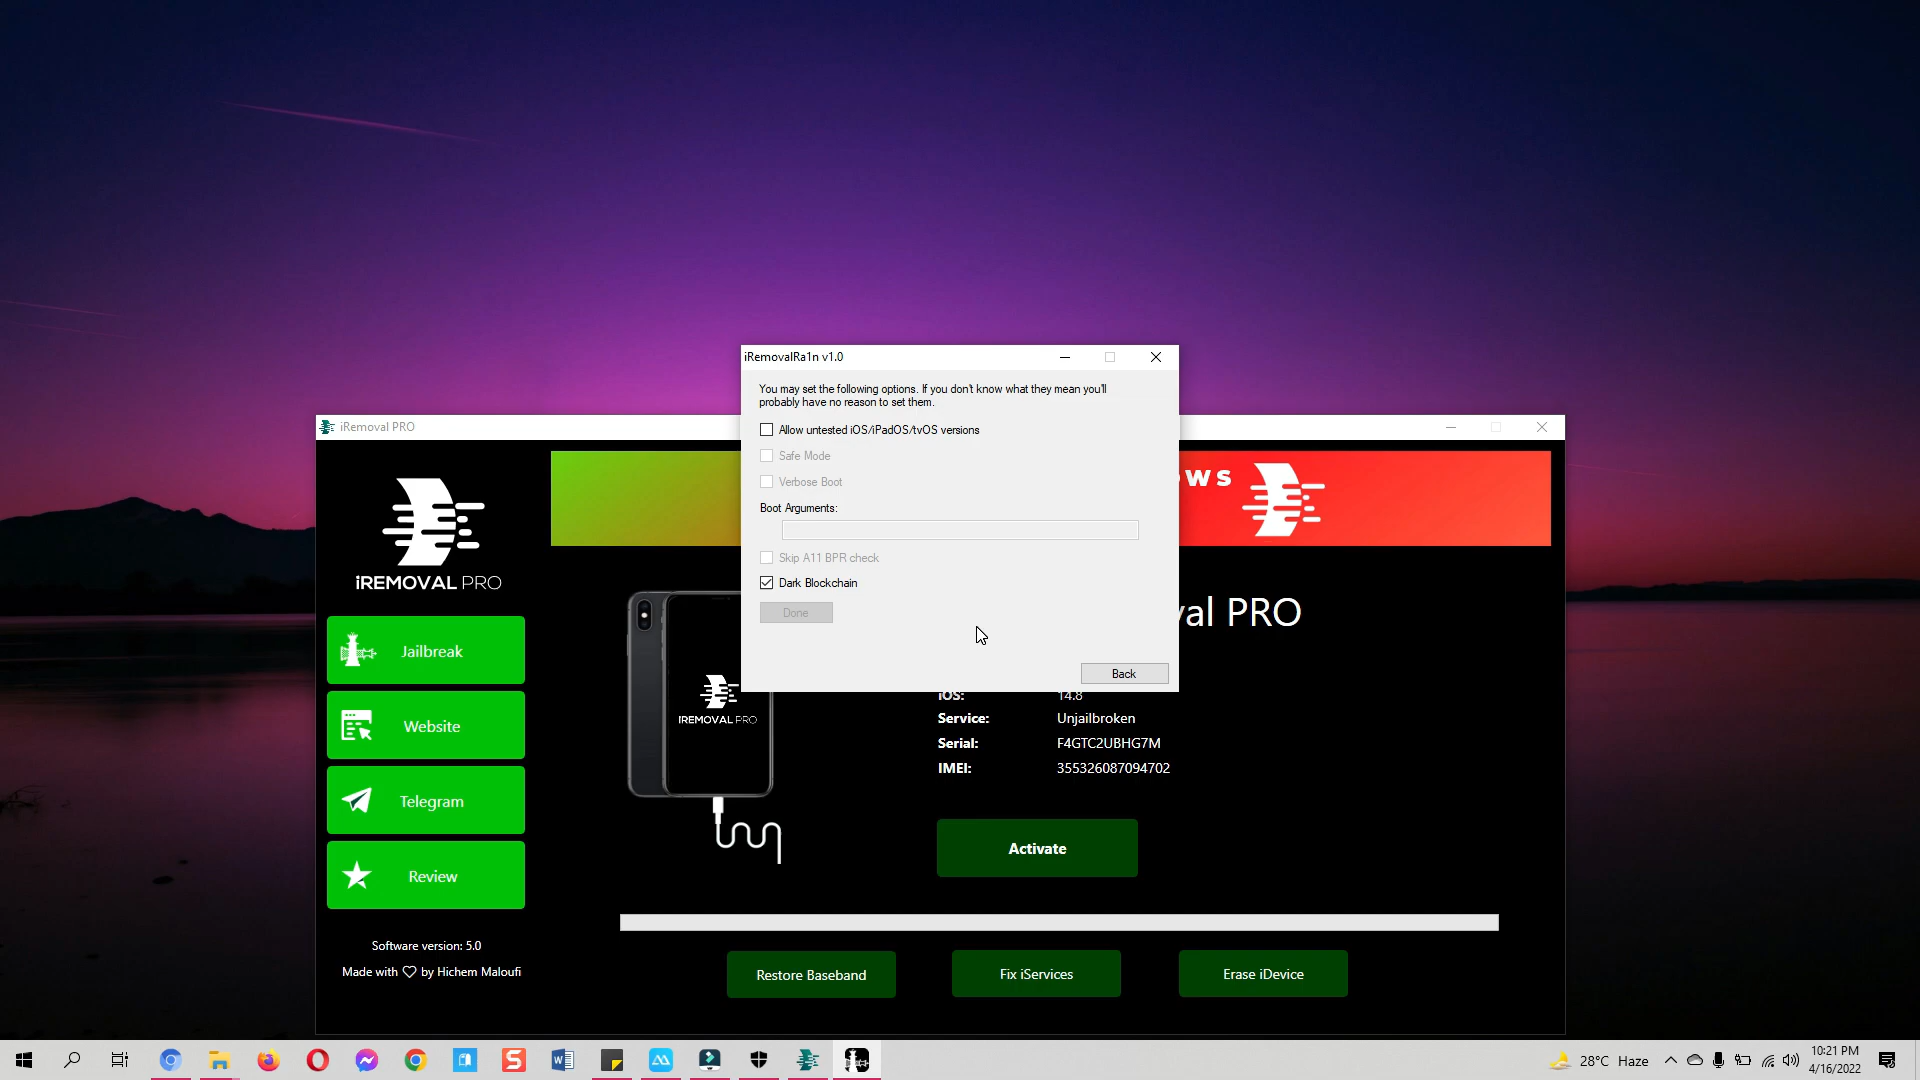 iRemovalRa1n v1.0
You may set the following options. If you don't know what they mean you'll
probably have no reason to set them.
Allow untested iOS/iPadOS/tvOS versions
Safe Mode
Verbose Boot
Boot Arguments:
Skip A11 BPR check
Dark Blockchain
Done
Back
iRemoval PRO
iREMOVAL PRO
Jailbreak
Website
Telegram
Review
Software version: 5.0
Made with by Hichem Maloufi
IREMOVAL PRO
PRO
iOS: 14.8
Service: Unjailbroken
Serial: F4GTC2UBHG7M
IMEI: 355326087094702
Activate
Restore Baseband
Fix iServices
Erase iDevice
28°C Haze
10:21 PM
4/16/2022